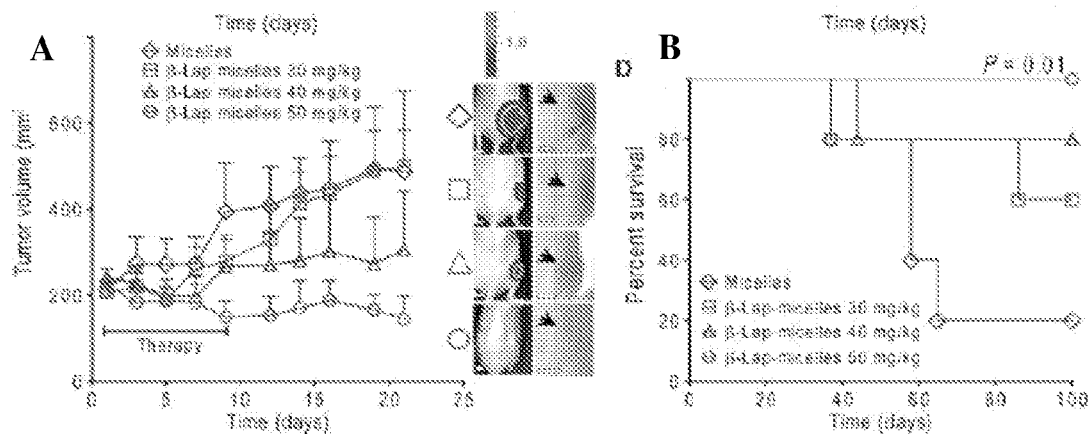 Time (days)
A
Micelles
β-Lap micelles 30 mg/kg
β-Lap micelles 40 mg/kg
β-Lap micelles 50 mg/kg
1.0
Tumor volume (mm
600
400
200
0
Therapy
0 5 10 15 20 25
Time (days)
D
Time (days)
B
P = 0.01
Percent survival
80
60
40
20
Micelles
β-Lap-micelles 30 mg/kg
β-Lap-micelles 40 mg/kg
β-Lap-micelles 50 mg/kg
0 20 40 60 80 100
Time (days)